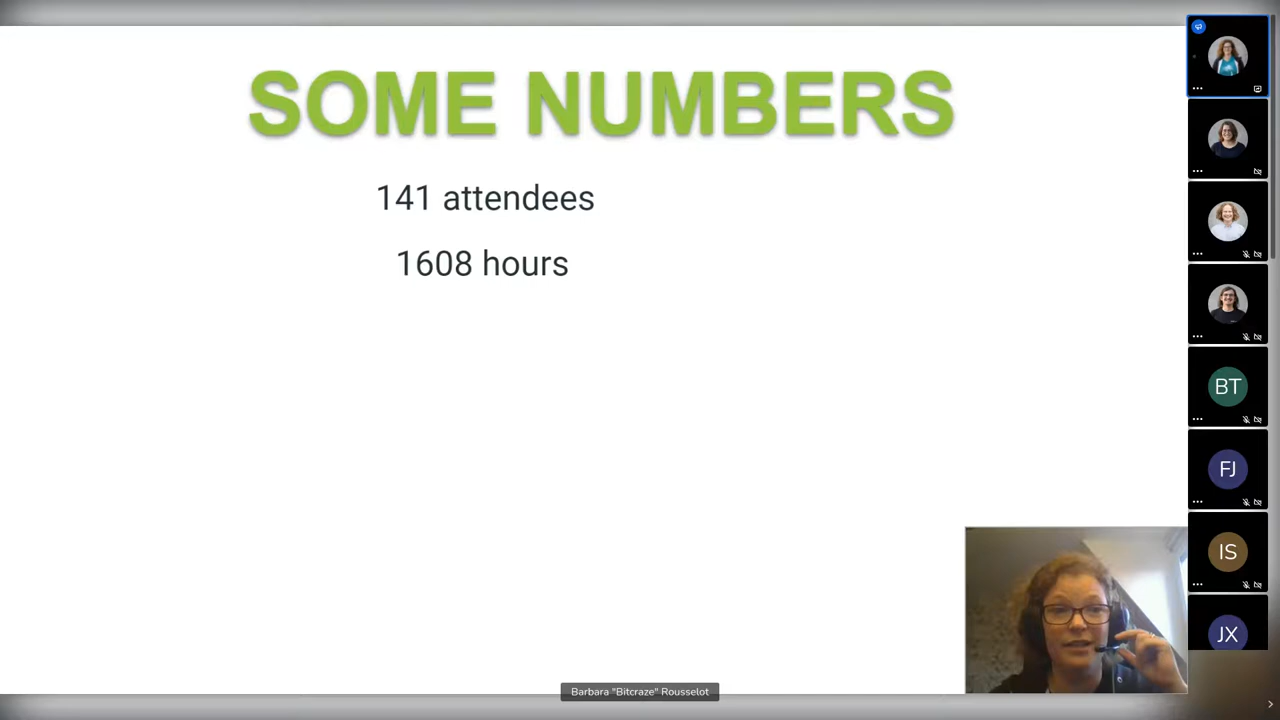 SOME NUMBERS
141 attendees
1608 hours
BT
FJ
IS
JX
Barbara "Bitcraze" Rousselot